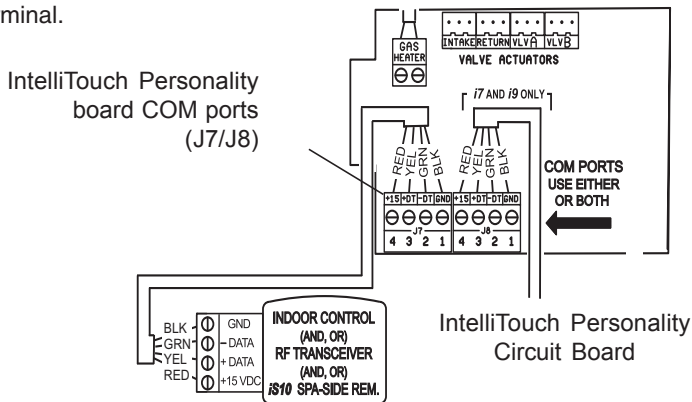 rminal.
IntelliTouch Personality
board COM ports
(J7/J8)
GAS
HEATER
INTAKE RETURN VLV A VLV B
VALVE ACTUATORS
i7 AND i9 ONLY
RED YEL GRN BLK
RED YEL GRN BLK
COM PORTS
USE EITHER
OR BOTH
+15 +DT -DT GND +15 +DT -DT GND
J7 J8
4 3 2 1 4 3 2 1
BLK GND
GRN – DATA
YEL + DATA
RED +15 VDC
INDOOR CONTROL
(AND, OR)
RF TRANSCEIVER
(AND, OR)
iS10 SPA-SIDE REM.
IntelliTouch Personality
Circuit Board